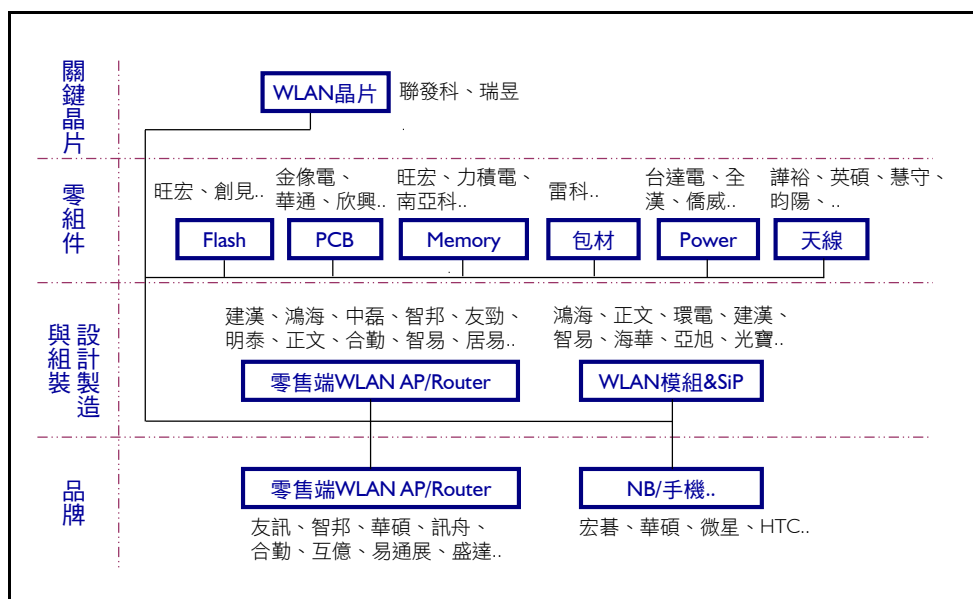 關鍵晶片
WLAN晶片
聯發科、瑞昱
零組件
旺宏、創見..
金像電、
華通、欣興..
旺宏、力積電、
南亞科..
雷科..
台達電、全
漢、僑威..
譁裕、英碩、慧守、
昀陽、..
Flash
PCB
Memory
包材
Power
天線
設計製造
與組裝
建漢、鴻海、中磊、智邦、友勁、
明泰、正文、合勤、智易、居易..
鴻海、正文、環電、建漢、
智易、海華、亞旭、光寶..
零售端WLAN AP/Router
WLAN模組&SiP
品牌
零售端WLAN AP/Router
NB/手機..
友訊、智邦、華碩、訊舟、
合勤、互億、易通展、盛達..
宏碁、華碩、微星、HTC..